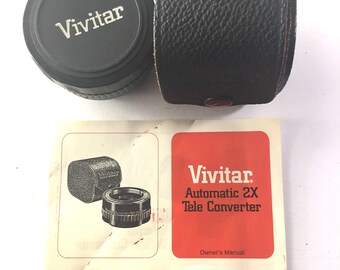 Vivitar
Vivitar
Automatic 2X
Tele Converter
Owner's Manual